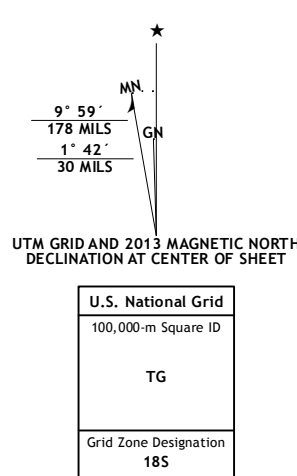 ★
MN
9° 59´
178 MILS
GN
1° 42´
30 MILS
UTM GRID AND 2013 MAGNETIC NORTH
DECLINATION AT CENTER OF SHEET
U.S. National Grid
100,000-m Square ID
TG
Grid Zone Designation
18S